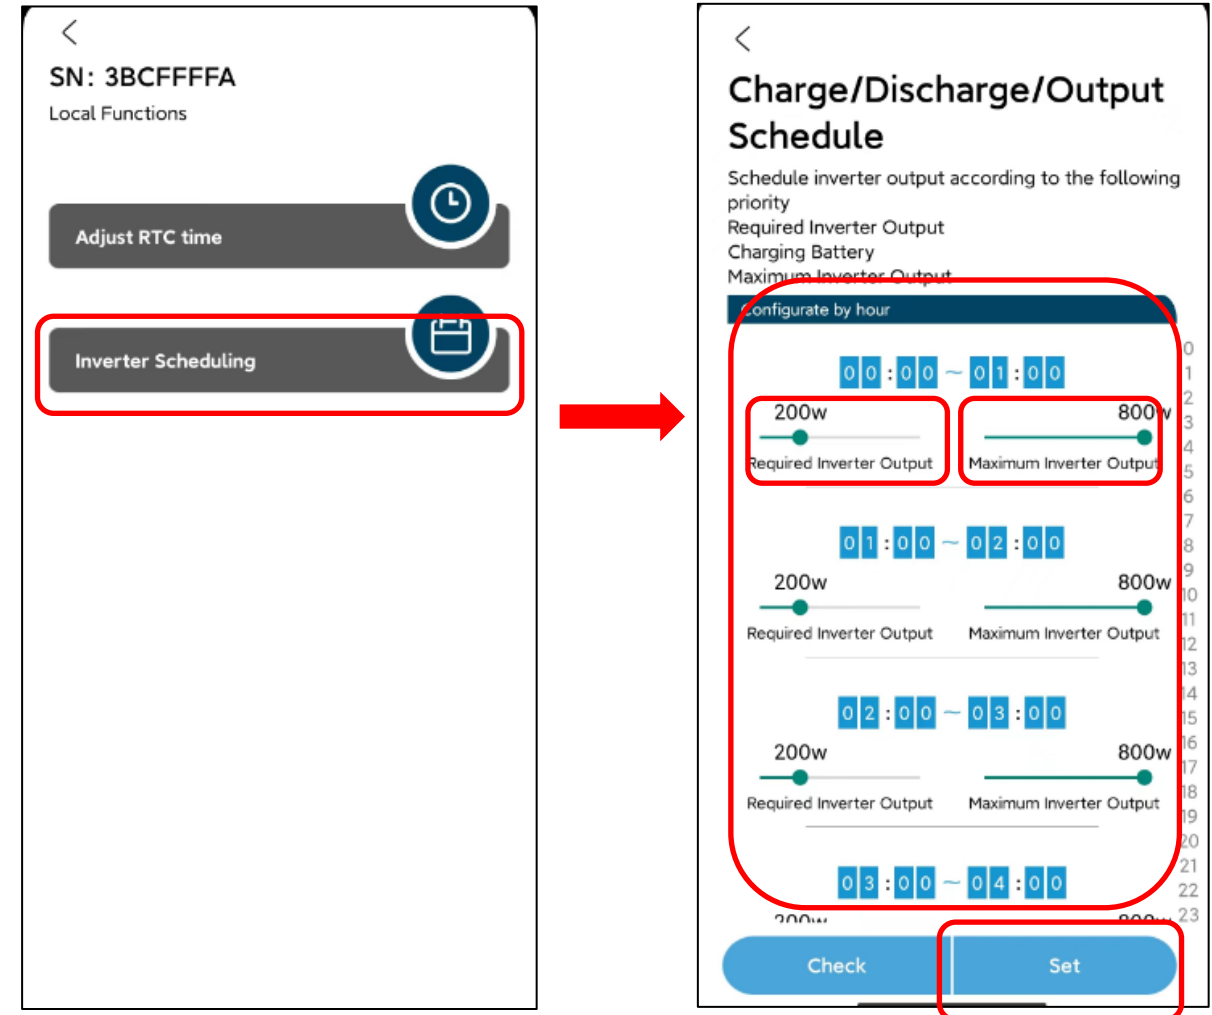 SN: 3BCFFFFA
Local Functions
Adjust RTC time
Inverter Scheduling
Charge/Discharge/Output
Schedule
Schedule inverter output according to the following
priority
Required Inverter Output
Charging Battery
Maximum Inverter Output
Configurate by hour
00:00 ~ 01:00
200w 800w
Required Inverter Output Maximum Inverter Output
01:00 ~ 02:00
200w 800w
Required Inverter Output Maximum Inverter Output
02:00 ~ 03:00
200w 800w
Required Inverter Output Maximum Inverter Output
03:00 ~ 04:00
200w 800w
0
1
2
3
4
5
6
7
8
9
10
11
12
13
14
15
16
17
18
19
20
21
22
23
Check Set